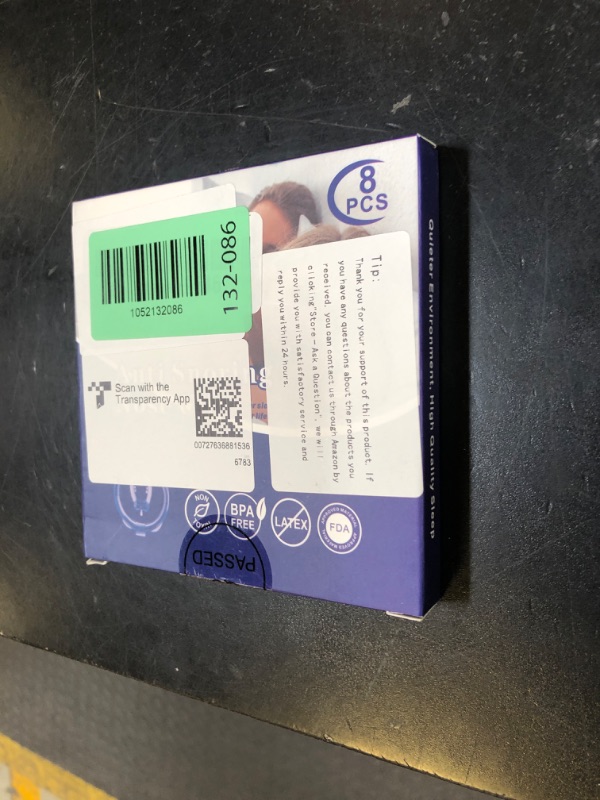 8
PCS
Quieter Environment, High Quality Sleep
1052132086
132-086
Tip:
Thank you for your support of this product. If
you have any questions about the products you
received, you can contact us through Amazon by
clicking"Store — Ask a Question", we will
provide you with satisfactory service and
reply you within 24 hours.
Scan with the
Transparency App
00727636881536
6783
NON
TOXIC
BPA
FREE
LATEX
FDA
PASSED